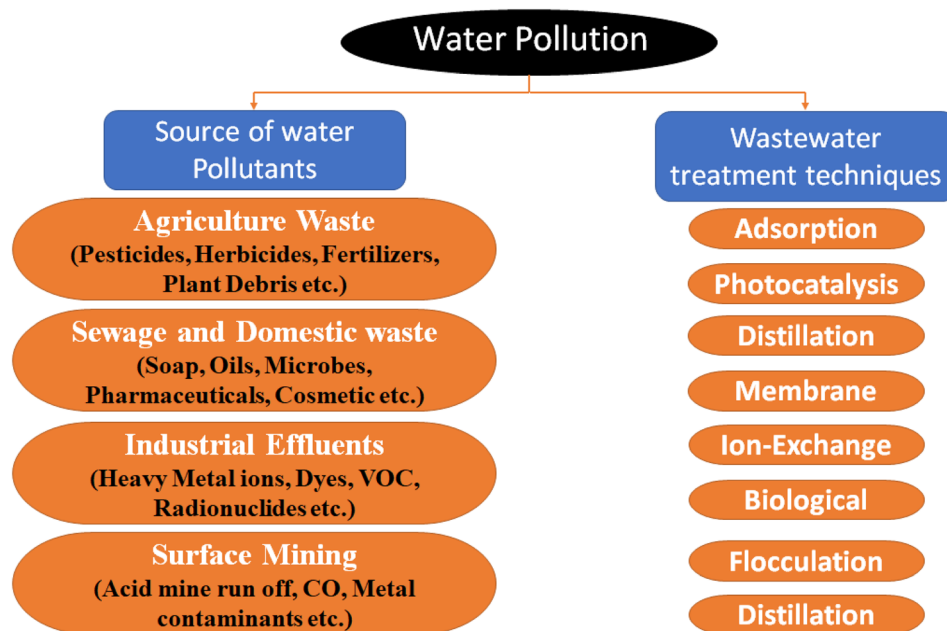 Water Pollution
Source of water
Pollutants
Agriculture Waste
(Pesticides, Herbicides, Fertilizers,
Plant Debris etc.)
Sewage and Domestic waste
(Soap, Oils, Microbes,
Pharmaceuticals, Cosmetic etc.)
Industrial Effluents
(Heavy Metal ions, Dyes, VOC,
Radionuclides etc.)
Surface Mining
(Acid mine run off, CO, Metal
contaminants etc.)
Wastewater
treatment techniques
Adsorption
Photocatalysis
Distillation
Membrane
Ion-Exchange
Biological
Flocculation
Distillation